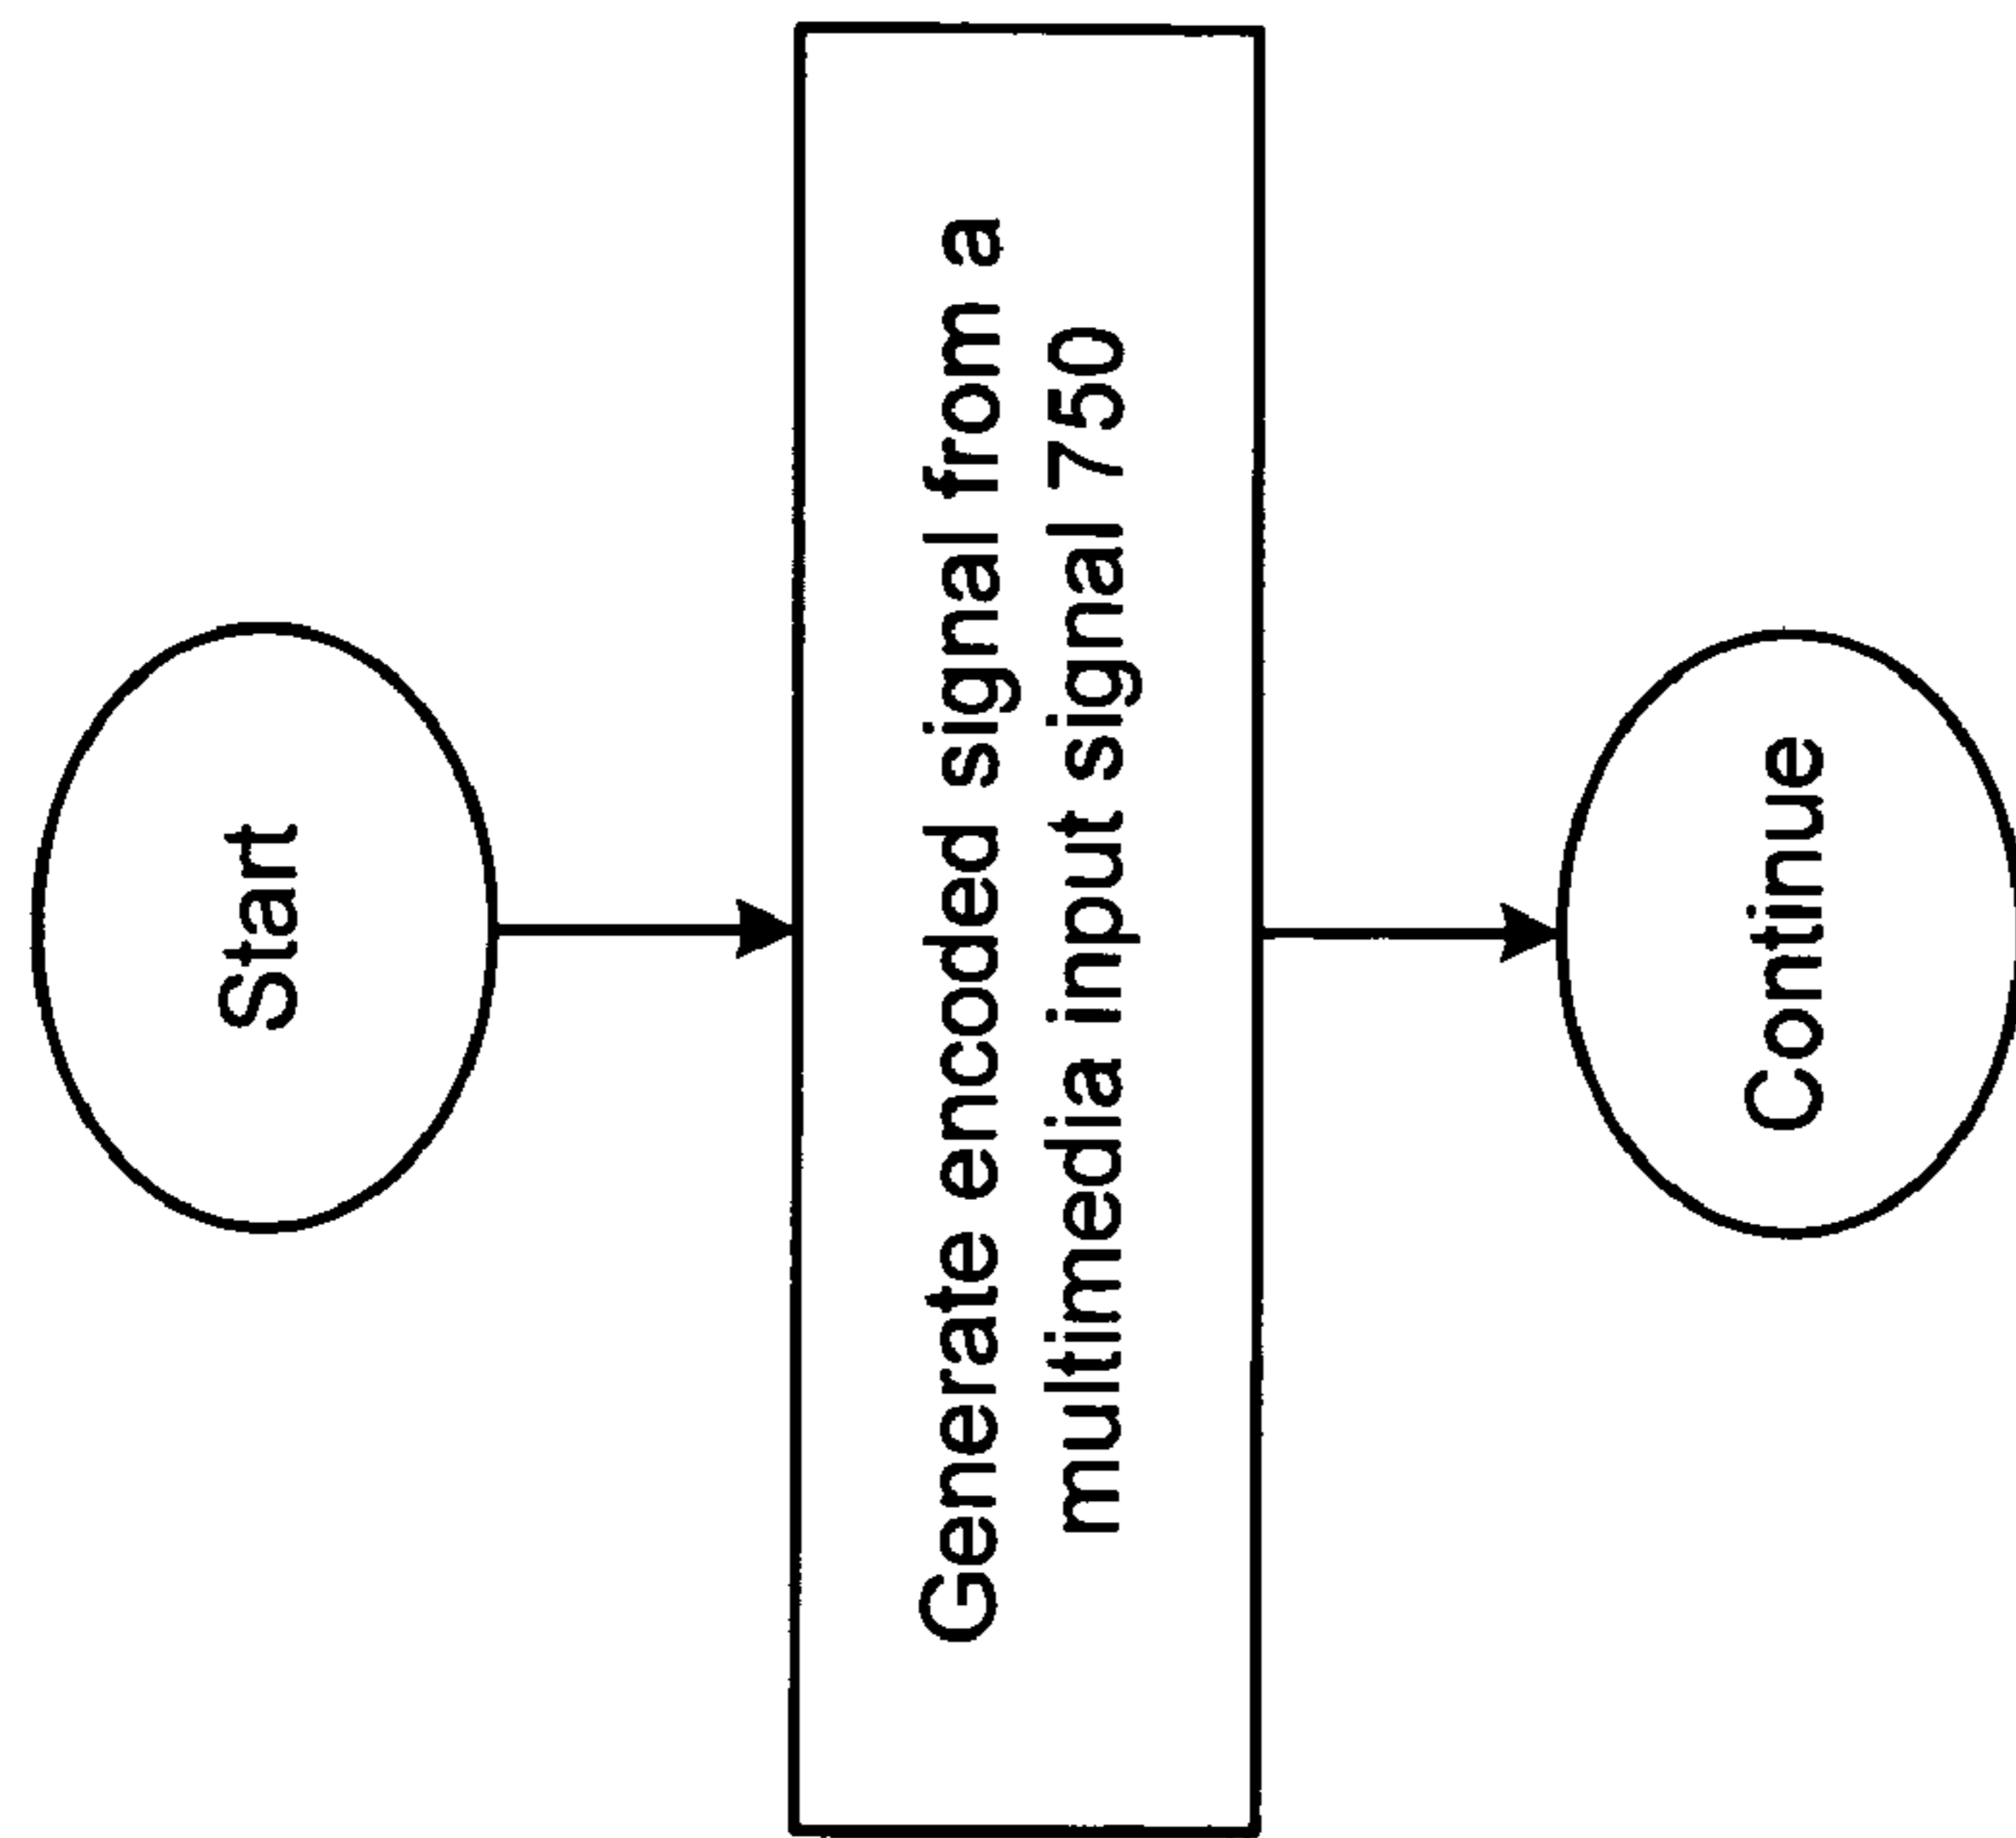 Start
Generate encoded signal from a
multimedia input signal 750
Continue